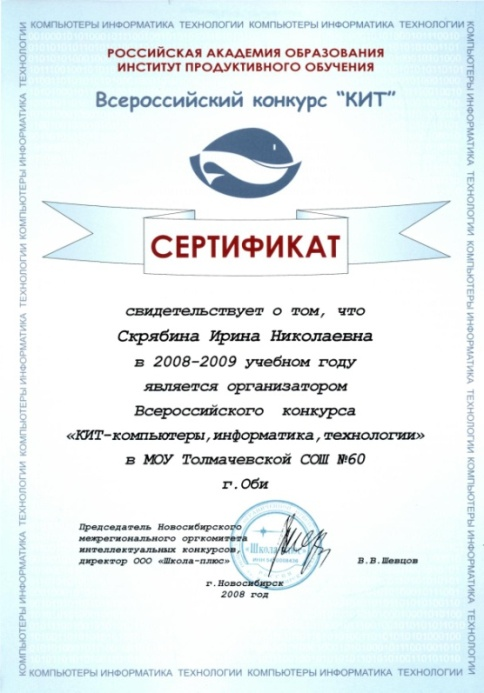 КОМПЬЮТЕРЫ ИНФОРМАТИКА ТЕХНОЛОГИИ КОМПЬЮТЕРЫ ИНФОРМАТИКА ТЕХНОЛОГИИ
РОССИЙСКАЯ АКАДЕМИЯ ОБРАЗОВАНИЯ
ИНСТИТУТ ПРОДУКТИВНОГО ОБУЧЕНИЯ
Всероссийский конкурс “КИТ”
СЕРТИФИКАТ
свидетельствует о том, что
Скрябина Ирина Николаевна
в 2008-2009 учебном году
является организатором
Всероссийского конкурса
«КИТ-компьютеры,информатика,технологии»
в МОУ Толмачевской СОШ №60
г.Оби
Председатель Новосибирского
межрегионального оргкомитета
интеллектуальных конкурсов,
директор ООО «Школа-плюс»
«Школа
В.В.Шевцов
г.Новосибирск
2008 год
КОМПЬЮТЕРЫ ИНФОРМАТИКА ТЕХНОЛОГИИ КОМПЬЮТЕРЫ ИНФОРМАТИКА ТЕХНОЛОГИИ
КОМПЬЮТЕРЫ ИНФОРМАТИКА ТЕХНОЛОГИИ КОМПЬЮТЕРЫ ИНФОРМАТИКА ТЕХНОЛОГИИ
КОМПЬЮТЕРЫ ИНФОРМАТИКА ТЕХНОЛОГИИ КОМПЬЮТЕРЫ ИНФОРМАТИКА ТЕХНОЛОГИИ